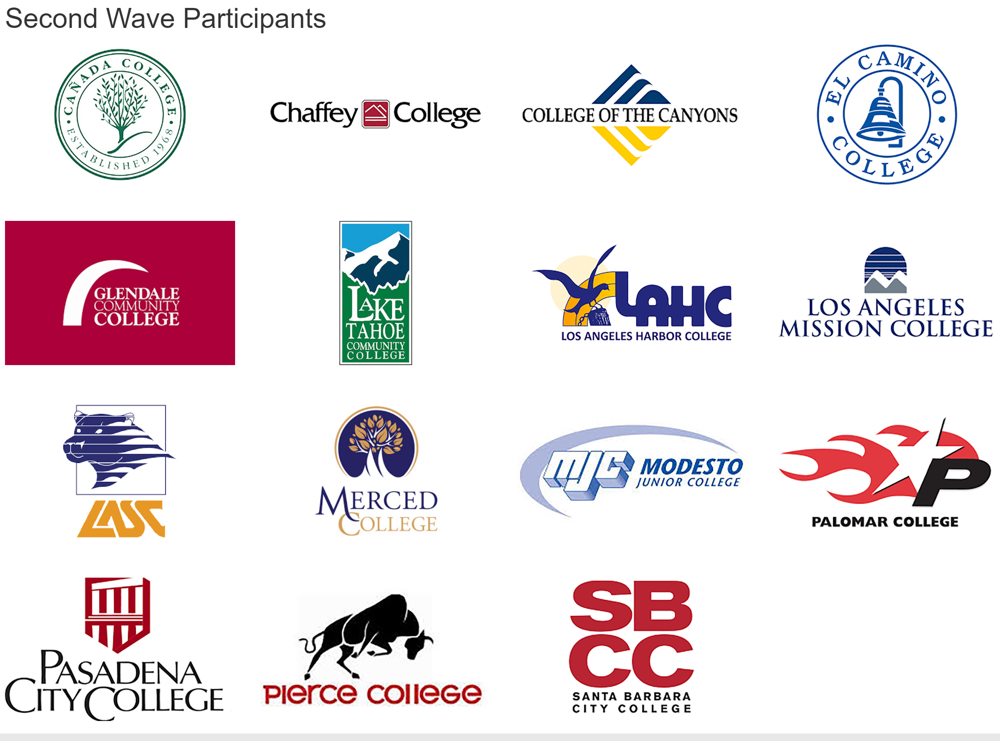 Second Wave Participants
CAÑADA COLLEGE
• ESTABLISHED 1968 •
Chaffey College
COLLEGE OF THE CANYONS
EL CAMINO
• COLLEGE •
GLENDALE
COMMUNITY
COLLEGE
LAKE
TAHOE
COMMUNITY
COLLEGE
LAHC
LOS ANGELES HARBOR COLLEGE
LOS ANGELES
MISSION COLLEGE
LASC
MERCED
COLLEGE
MJC MODESTO
JUNIOR COLLEGE
P
PALOMAR COLLEGE
PASADENA
CITY COLLEGE
PIERCE COLLEGE
SB
CC
SANTA BARBARA
CITY COLLEGE